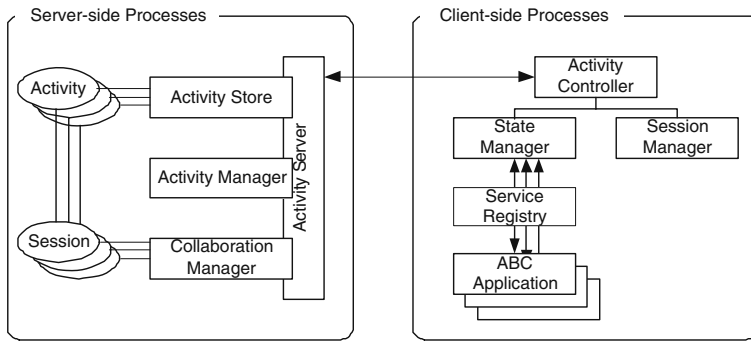 Server-side Processes
Activity
Activity Store
Activity Manager
Activity Server
Session
Collaboration
Manager
Client-side Processes
Activity
Controller
State
Manager
Session
Manager
Service
Registry
ABC
Application